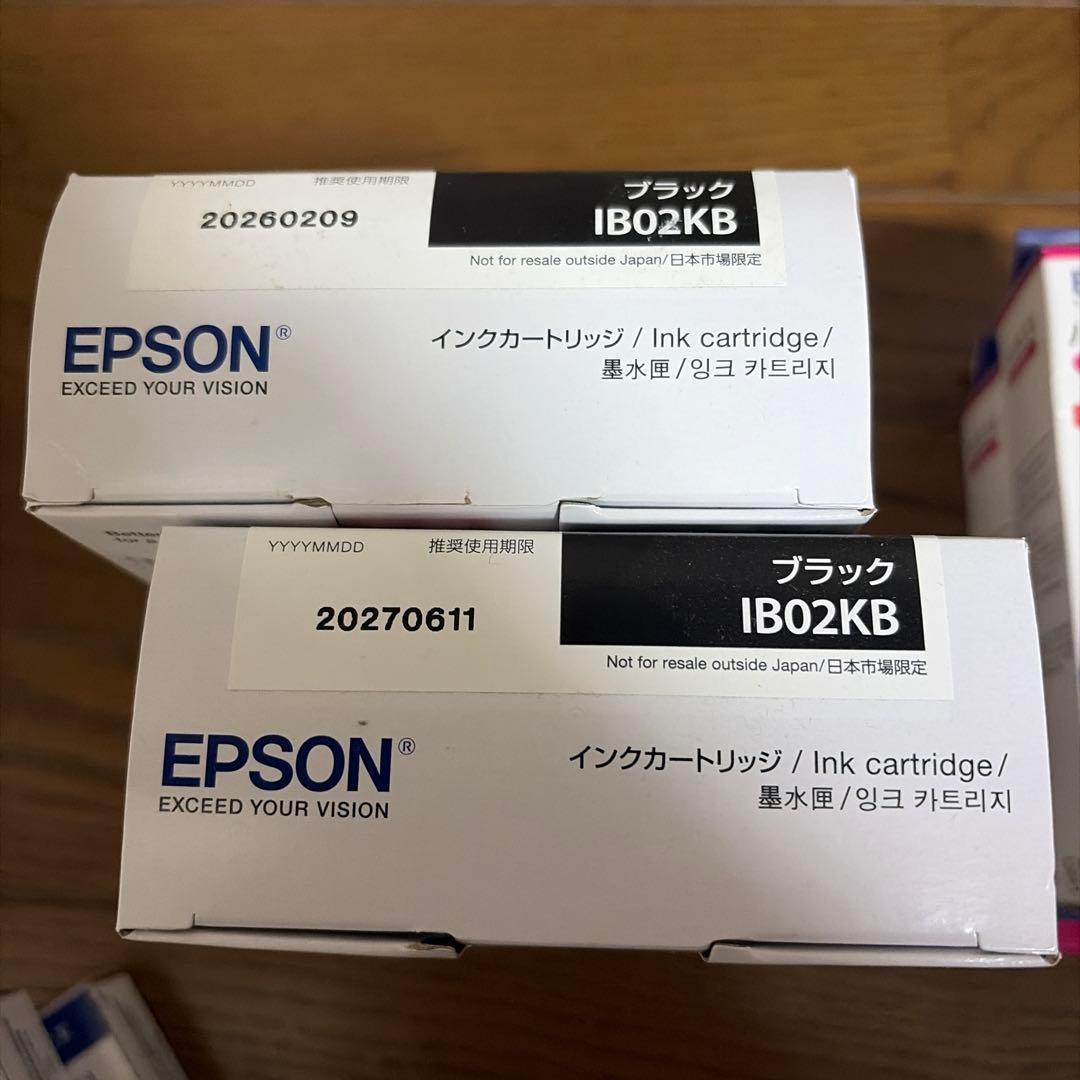 YYYYMMDD 推奨使用期限
20260209
ブラック
IB02KB
Not for resale outside Japan/日本市場限定
EPSON®
EXCEED YOUR VISION
インクカートリッジ / Ink cartridge/
墨水匣/잉크 카트리지
YYYYMMDD 推奨使用期限
20270611
ブラック
IB02KB
Not for resale outside Japan/日本市場限定
EPSON®
EXCEED YOUR VISION
インクカートリッジ / Ink cartridge/
墨水匣/잉크 카트리지